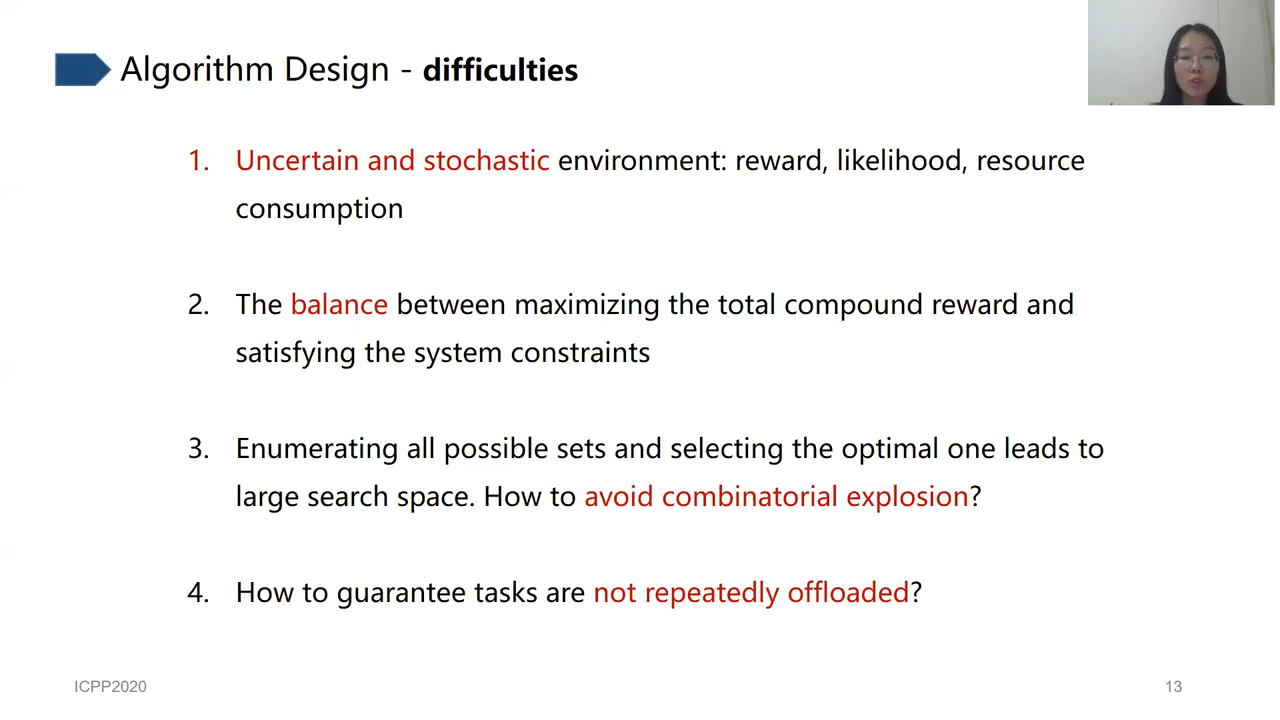 Algorithm Design - difficulties
1. Uncertain and stochastic environment: reward, likelihood, resource
consumption
2. The balance between maximizing the total compound reward and
satisfying the system constraints
3. Enumerating all possible sets and selecting the optimal one leads to
large search space. How to avoid combinatorial explosion?
4. How to guarantee tasks are not repeatedly offloaded?
ICPP2020
13